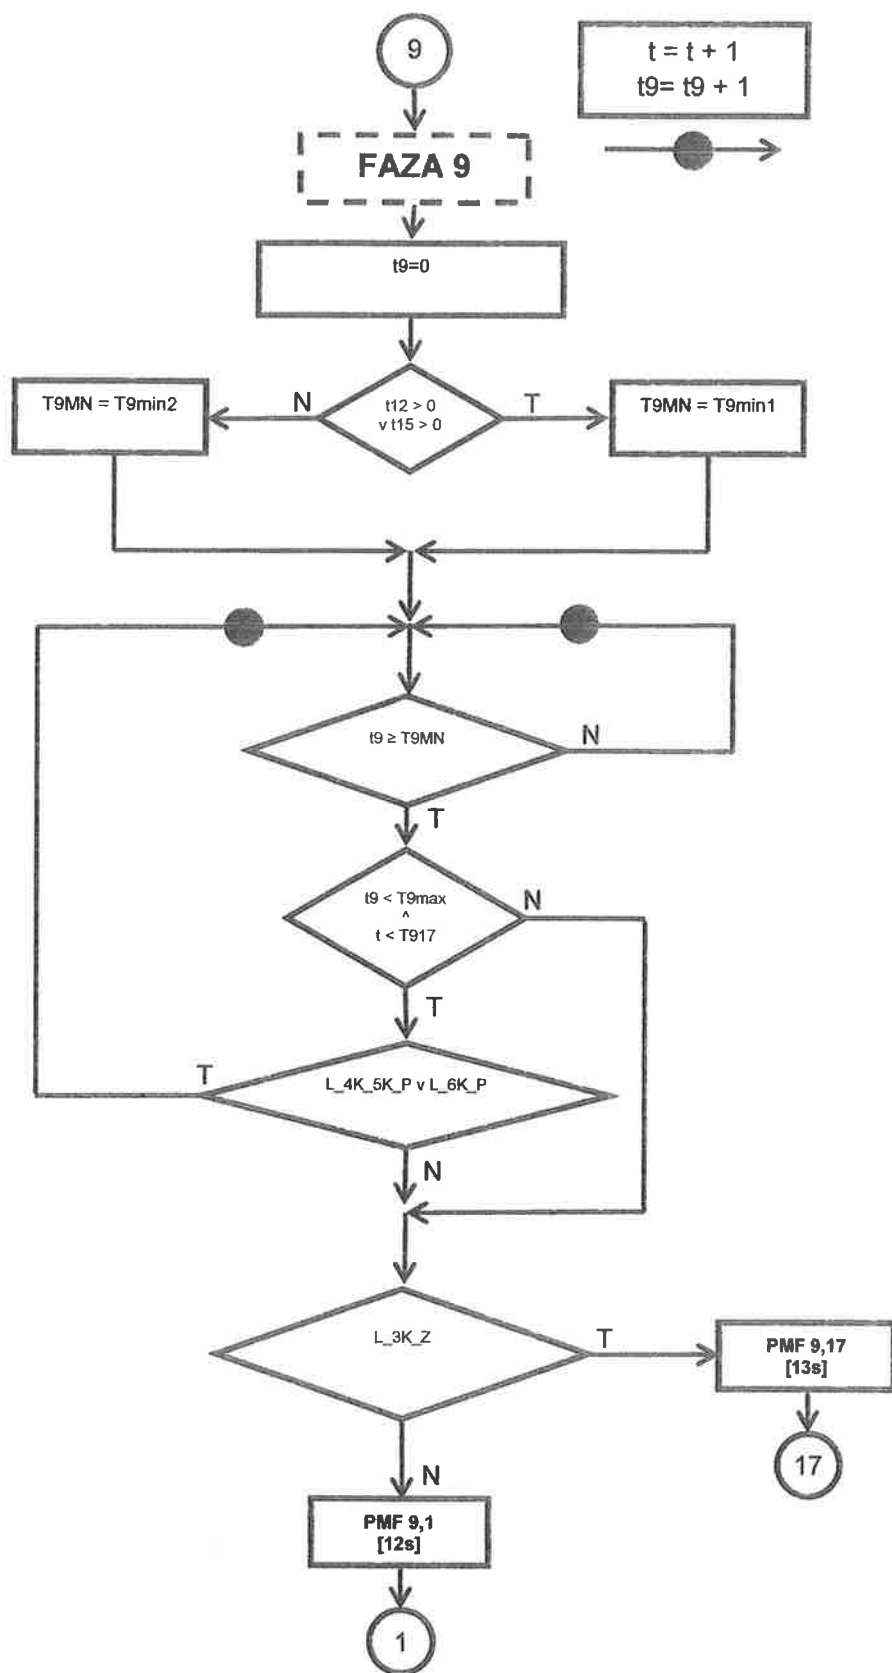 9
t = t + 1
t9= t9 + 1
FAZA 9
t9=0
T9MN = T9min2
N
t12 > 0
v t15 > 0
T
T9MN = T9min1
t9 ≥ T9MN
N
T
t9 < T9max
^
t < T917
N
T
T
L_4K_5K_P v L_6K_P
N
L_3K_Z
T
PMF 9,17
[13s]
17
N
PMF 9,1
[12s]
1